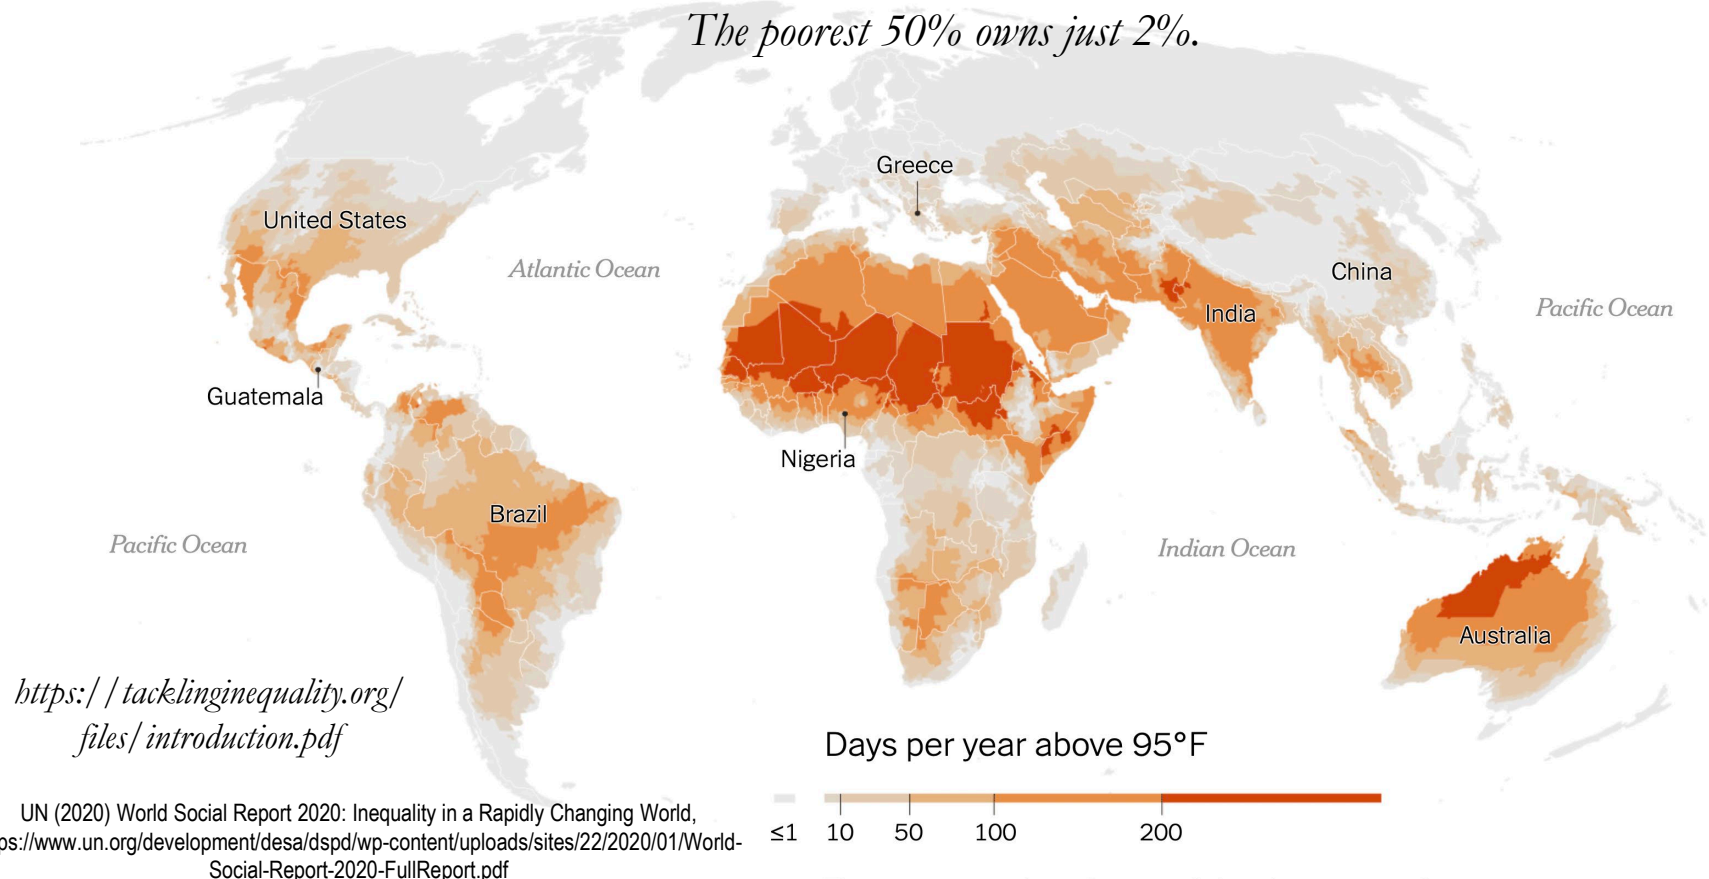 The poorest 50% owns just 2%.
Greece
United States
Atlantic Ocean
China
India
Pacific Ocean
Guatemala
Nigeria
Brazil
Pacific Ocean
Indian Ocean
Australia
https://tacklinginequality.org/
files/introduction.pdf
Days per year above 95°F
≤1 10 50 100 200
UN (2020) World Social Report 2020: Inequality in a Rapidly Changing World,
ps://www.un.org/development/desa/dspd/wp-content/uploads/sites/22/2020/01/World-
Social-Report-2020-FullReport.pdf